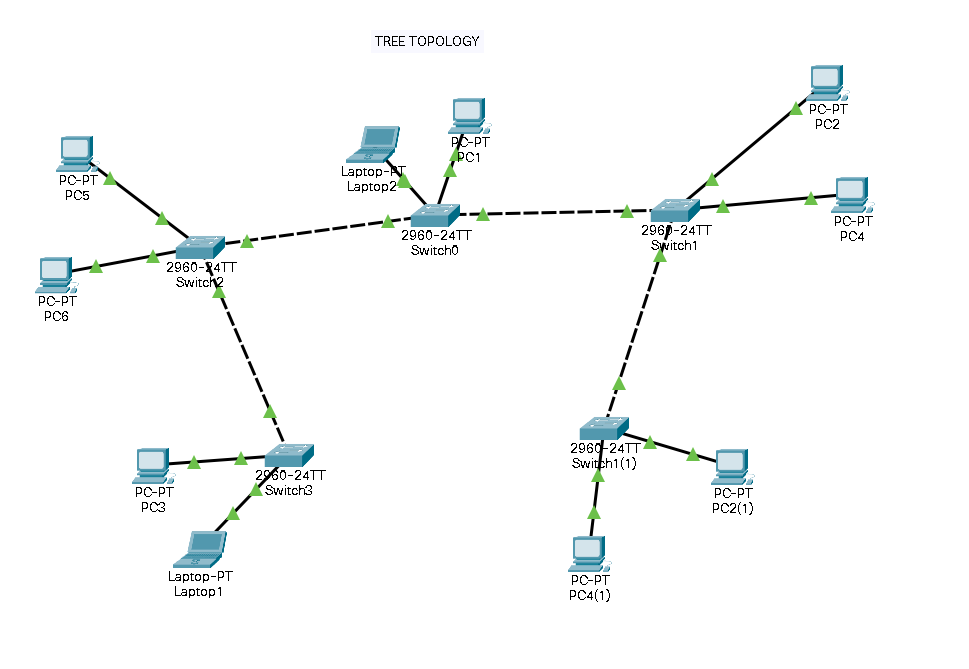 TREE TOPOLOGY
PC-PT
PC2
PC-PT
PC1
Laptop-PT
Laptop2
PC-PT
PC5
PC-PT
PC4
2960-24TT
Switch0
2960-24TT
Switch1
2960-24TT
Switch2
PC-PT
PC6
2960-24TT
Switch1(1)
2960-24TT
Switch3
PC-PT
PC3
PC-PT
PC2(1)
Laptop-PT
Laptop1
PC-PT
PC4(1)